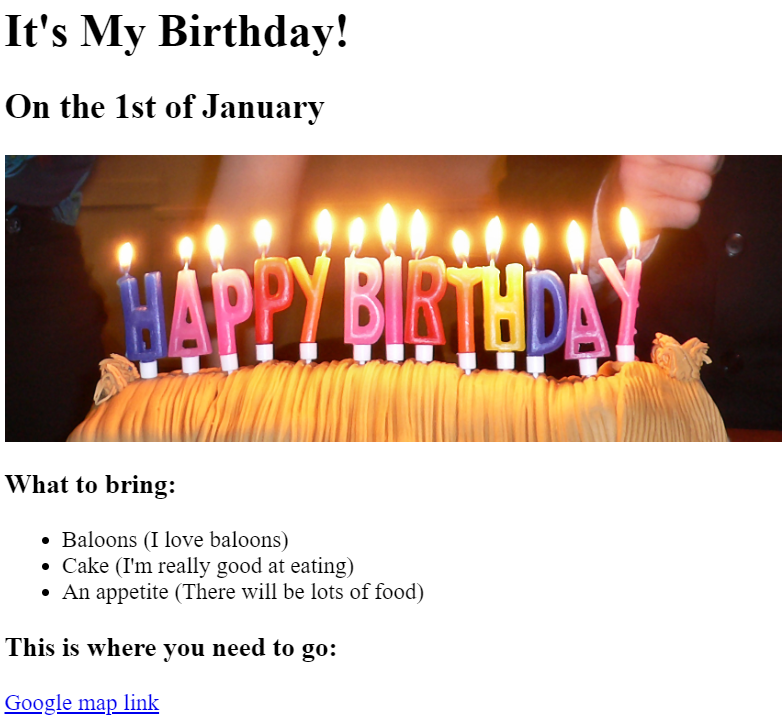 It's My Birthday!
On the 1st of January
HAPPY BIRTHDAY
What to bring:
Baloons (I love baloons)
Cake (I'm really good at eating)
An appetite (There will be lots of food)
This is where you need to go:
Google map link